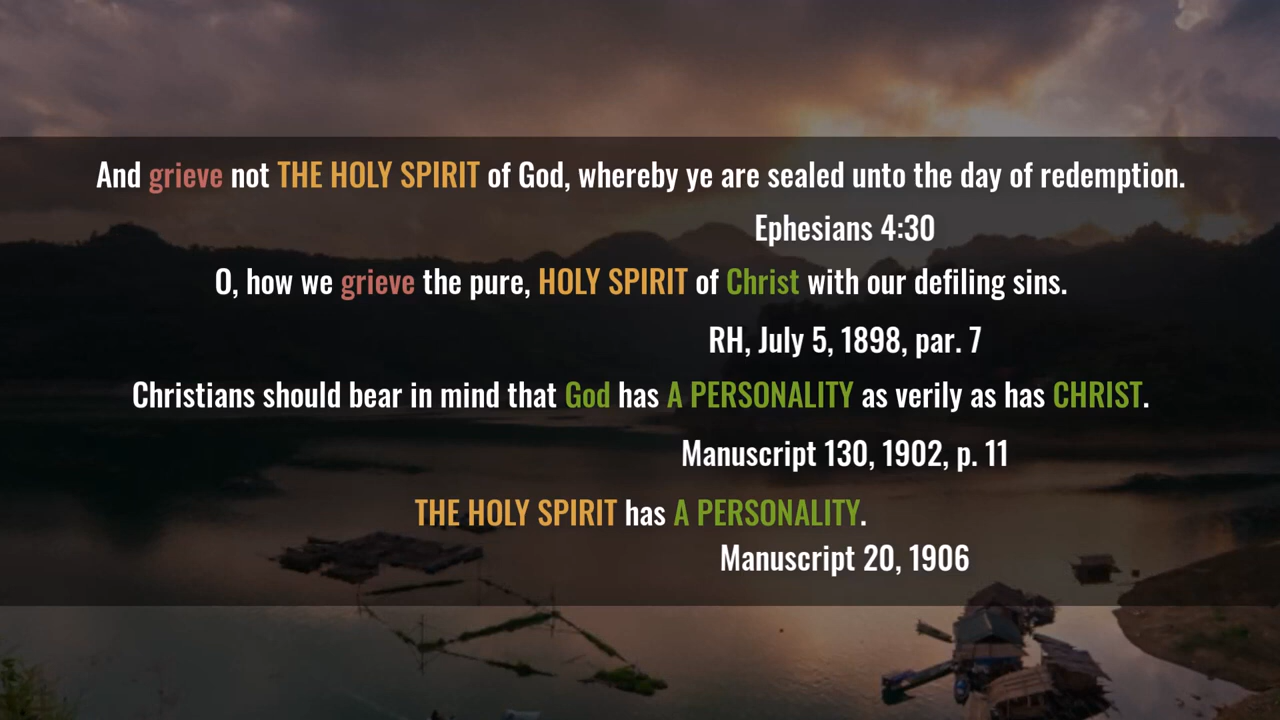 And grieve not THE HOLY SPIRIT of God, whereby ye are sealed unto the day of redemption.
Ephesians 4:30
O, how we grieve the pure, HOLY SPIRIT of Christ with our defiling sins.
RH, July 5, 1898, par. 7
Christians should bear in mind that God has A PERSONALITY as verily as has CHRIST.
Manuscript 130, 1902, p. 11
THE HOLY SPIRIT has A PERSONALITY.
Manuscript 20, 1906